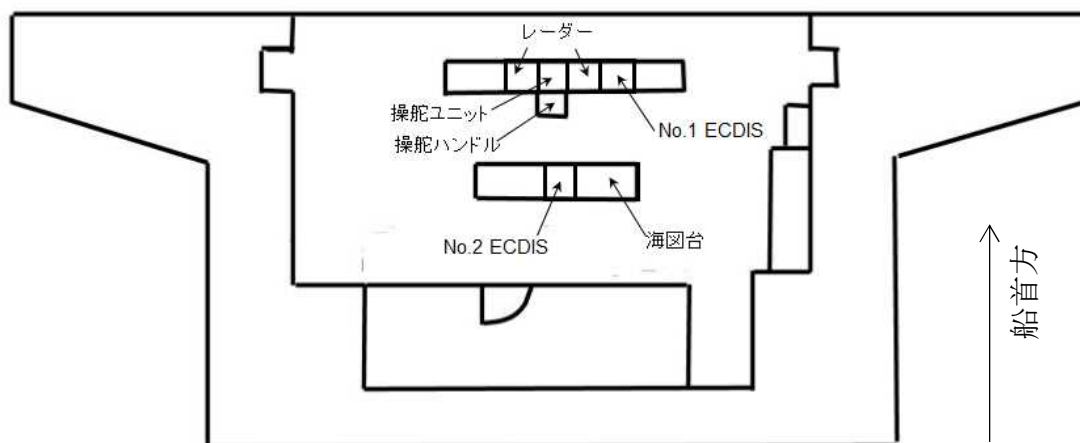 レーダー
操舵ユニット
操舵ハンドル
No.1 ECDIS
No.2 ECDIS
海図台
船首方